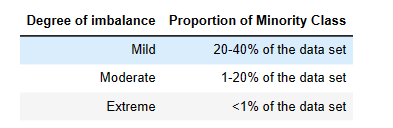 Degree of imbalance Proportion of Minority Class
Mild 20-40% of the data set
Moderate 1-20% of the data set
Extreme <1% of the data set